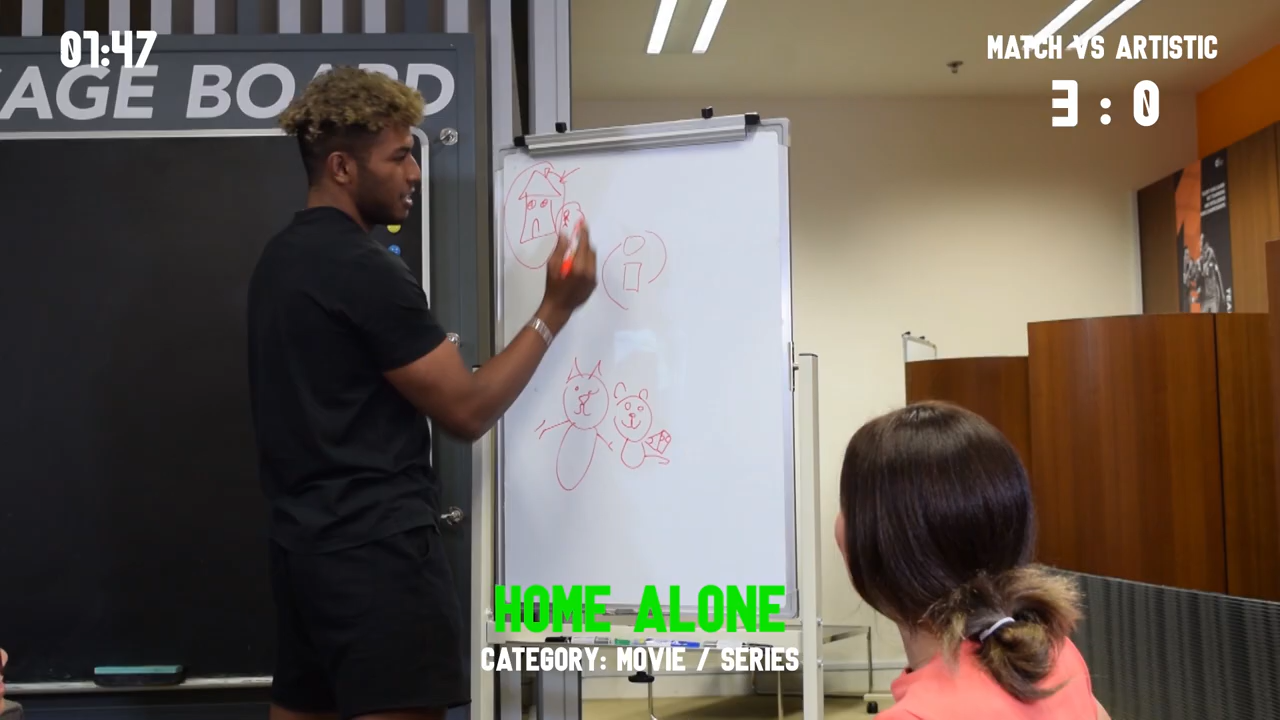 01:47
MATCH VS ARTISTIC
3 : 0
AGE BOARD
HOME ALONE
CATEGORY: MOVIE / SERIES